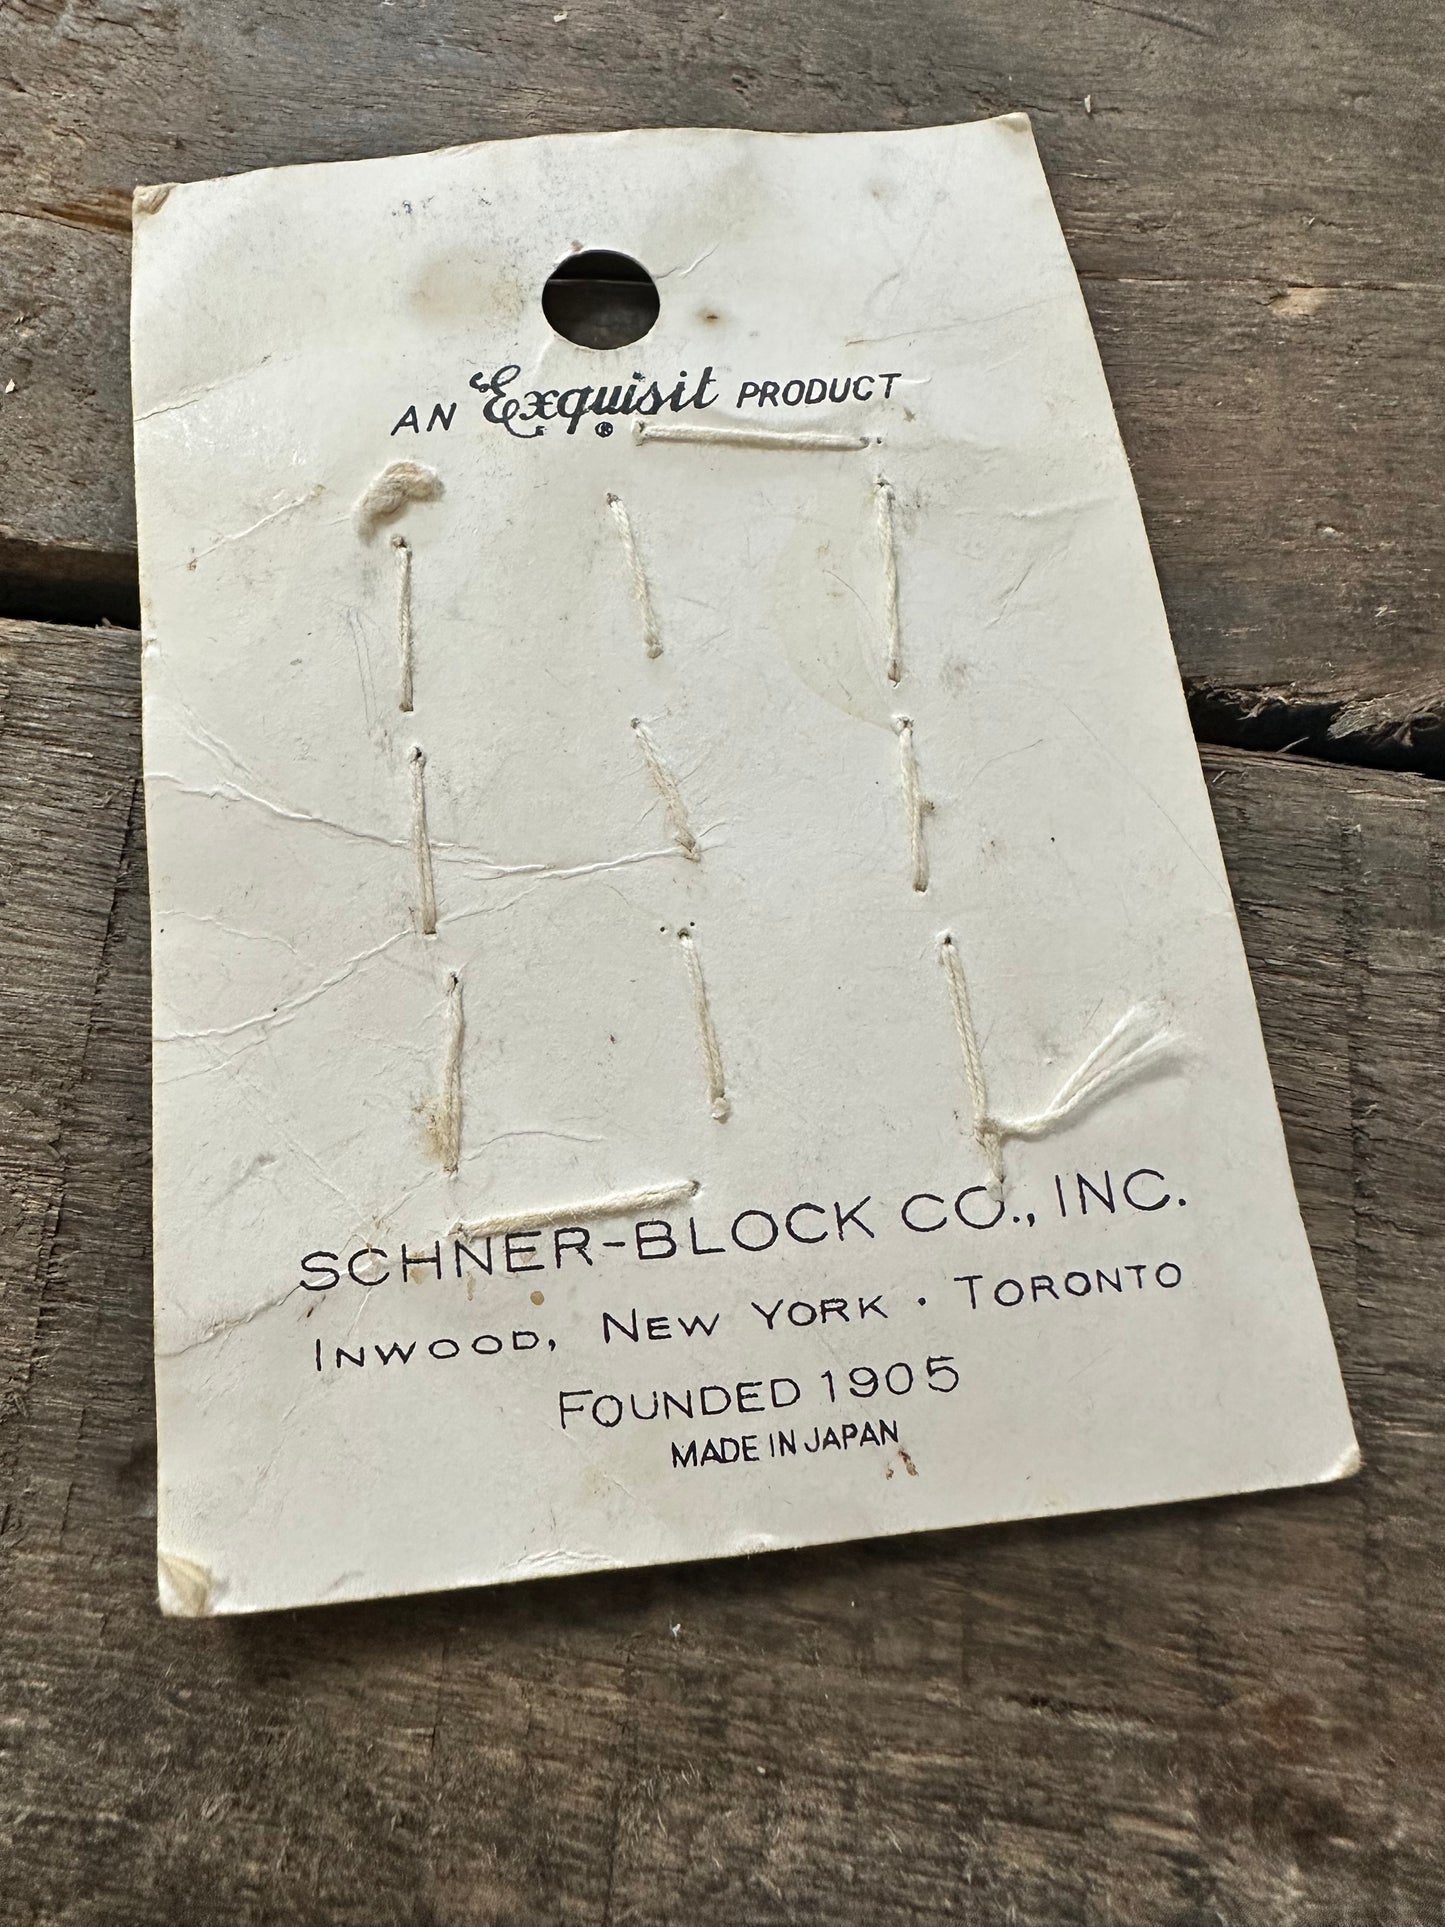 AN Exquisit® PRODUCT
SCHNER-BLOCK CO., INC.
INWOOD, NEW YORK · TORONTO
FOUNDED 1905
MADE IN JAPAN